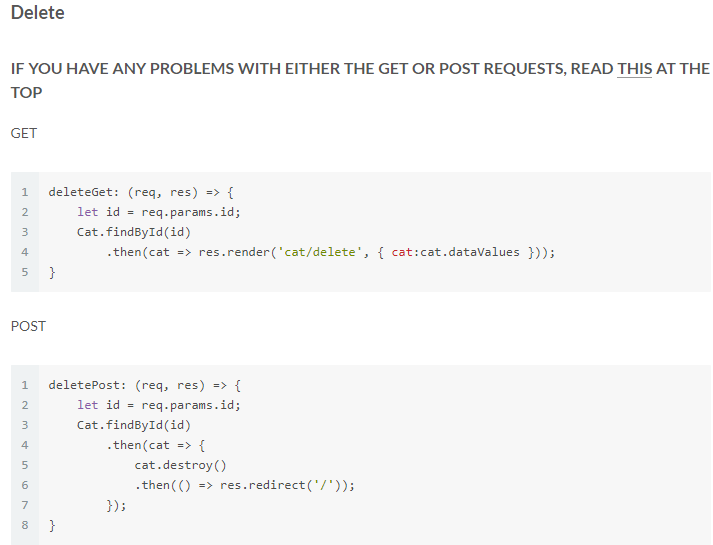 Delete
IF YOU HAVE ANY PROBLEMS WITH EITHER THE GET OR POST REQUESTS, READ THIS AT THE
TOP
GET
1 deleteGet: (req, res) => {
2     let id = req.params.id;
3     Cat.findById(id)
4         .then(cat => res.render('cat/delete', { cat:cat.dataValues }));
5 }
POST
1 deletePost: (req, res) => {
2     let id = req.params.id;
3     Cat.findById(id)
4         .then(cat => {
5             cat.destroy()
6             .then(() => res.redirect('/'));
7         });
8 }